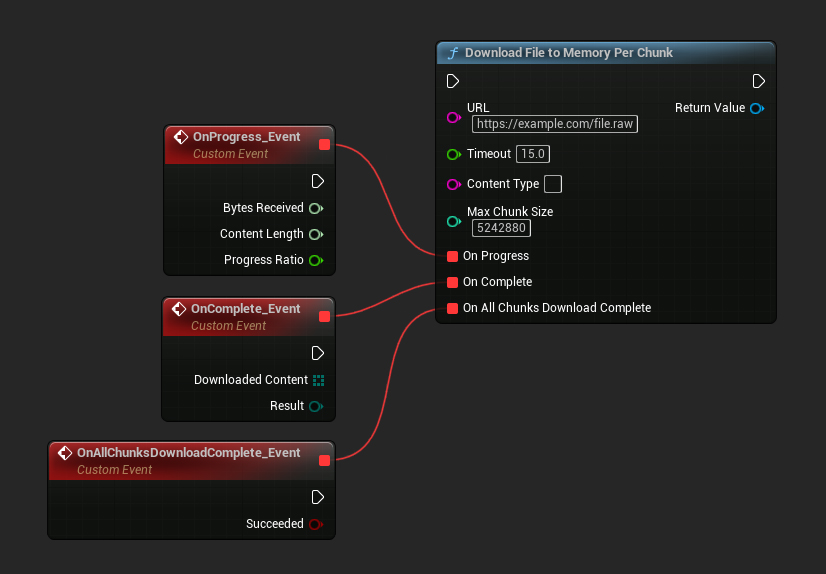 Download File to Memory Per Chunk
URL
https://example.com/file.raw
Return Value
Timeout 15.0
Content Type
Max Chunk Size
5242880
On Progress
On Complete
On All Chunks Download Complete
OnProgress_Event
Custom Event
Bytes Received
Content Length
Progress Ratio
OnComplete_Event
Custom Event
Downloaded Content
Result
OnAllChunksDownloadComplete_Event
Custom Event
Succeeded